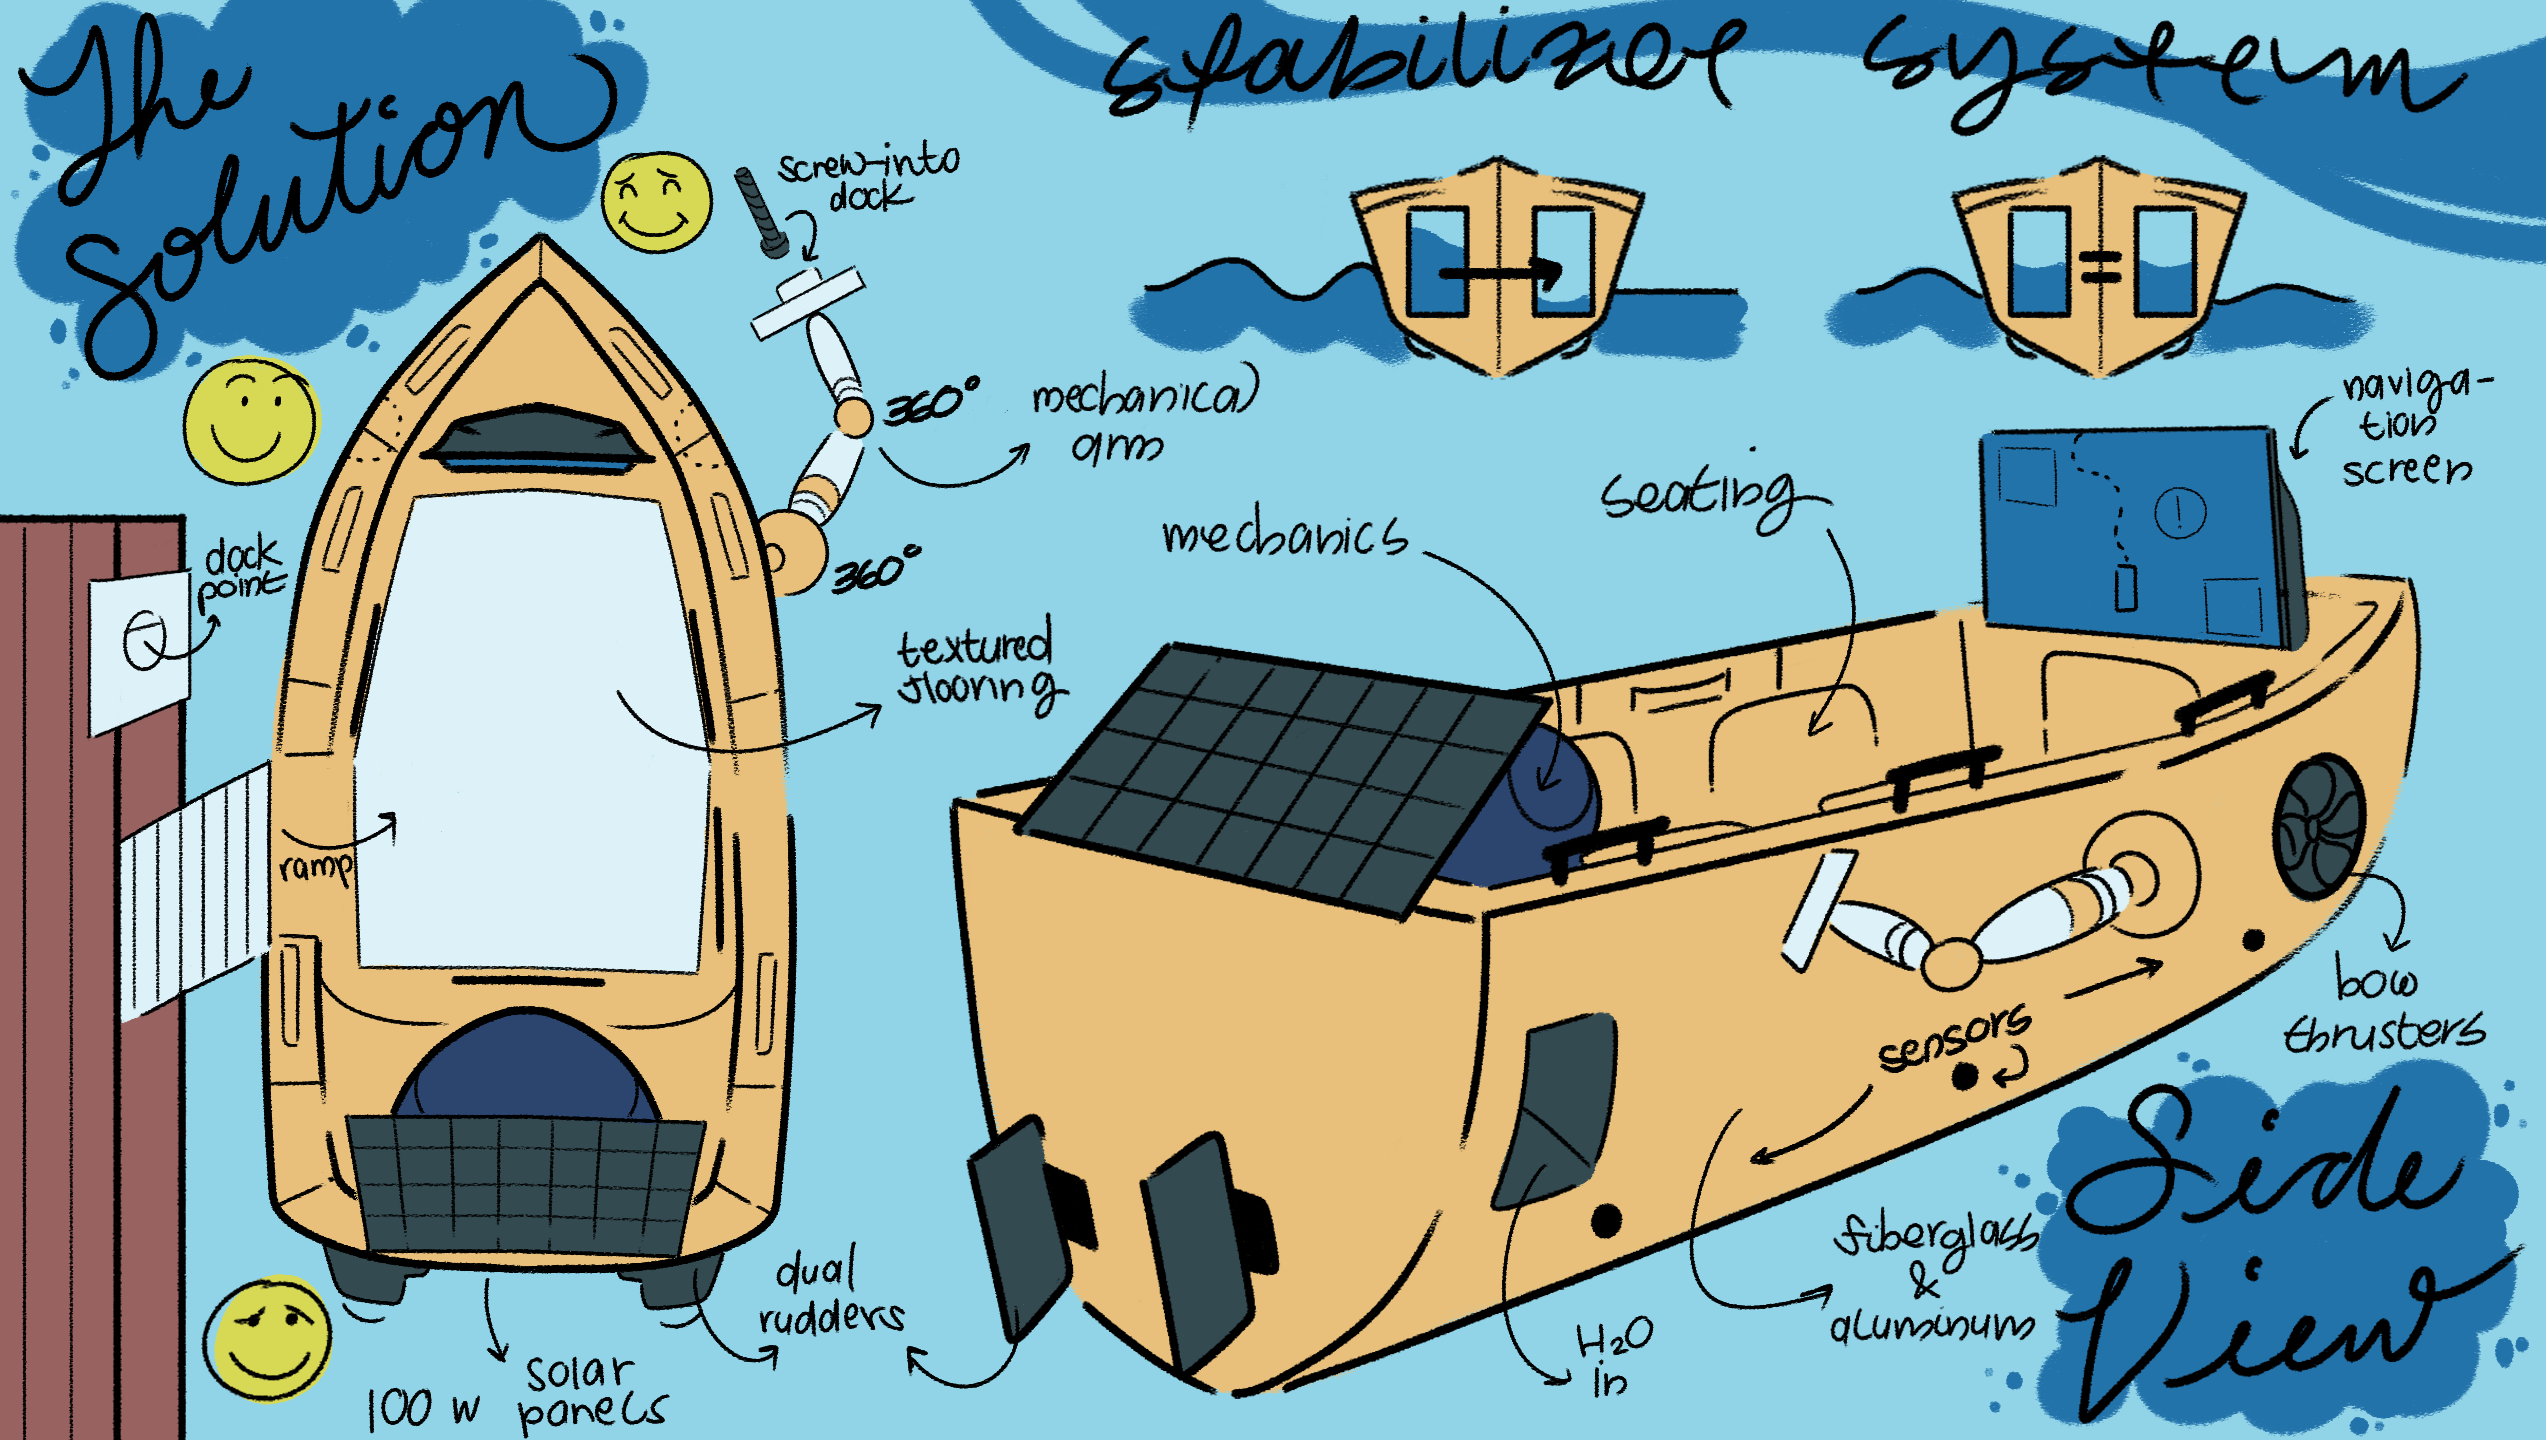 The
Solution
stabilizer system
screw-into
dock
360°
mechanical
arm
360°
dock
point
textured
flooring
ramp
dual
rudders
solar
panels
100 W
=
naviga-
tion
screen
seating
mechanics
sensors
bow
thrusters
fiberglass
&
aluminum
H₂O
in
!
Side
View